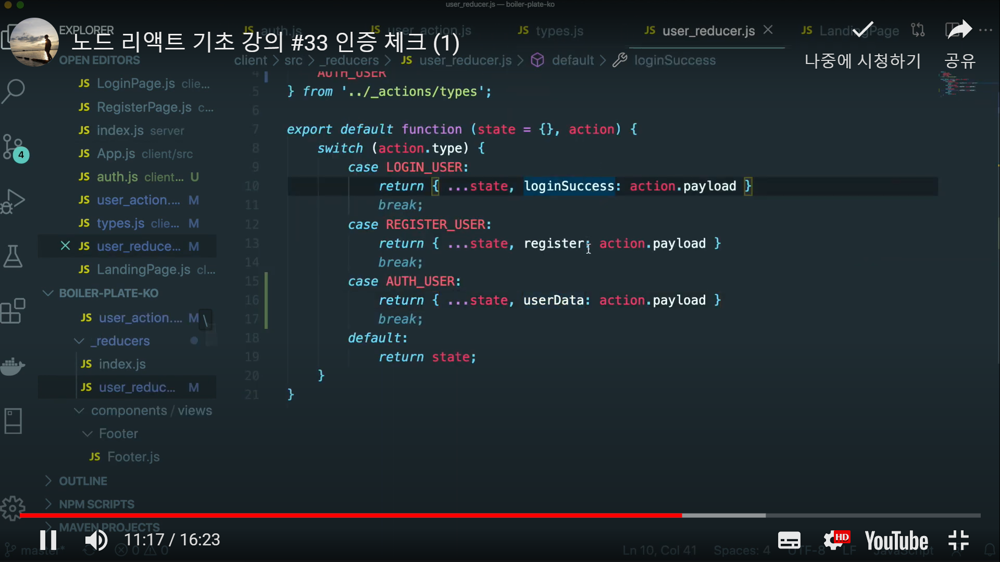 user_reducer.js — boiler-plate-ko
노드 리액트 기초 강의 #33 인증 체크 (1)
나중에 시청하기
공유
EXPLORER
JS auth.js
JS user_action.js
JS types.js
JS user_reducer.js
JS LandingPage
OPEN EDITORS
client > src > _reducers > JS user_reducer.js > default > loginSuccess
JS LoginPage.js clie...
JS RegisterPage.js c...
JS index.js server
JS App.js client/src
JS auth.js client... U
JS user_action.... M
JS types.js clie... M
JS user_reduce... M
JS LandingPage.js cl...
BOILER-PLATE-KO
JS user_action.... M
\
_reducers
JS index.js
JS user_reduc... M
components / views
Footer
JS Footer.js
OUTLINE
NPM SCRIPTS
MAVEN PROJECTS
4
4 AUTH_USER
5 } from '../_actions/types';
6
7 export default function (state = {}, action) {
8 switch (action.type) {
9 case LOGIN_USER:
10 return { ...state, loginSuccess: action.payload }
11 break;
12 case REGISTER_USER:
13 return { ...state, register: action.payload }
14 break;
15 case AUTH_USER:
16 return { ...state, userData: action.payload }
17 break;
18 default:
19 return state;
20 }
21 }
11:17 / 16:23
HD
YouTube
master* 0 0
Ln 10, Col 41 Spaces: 4 UTF-8 LF JavaScript